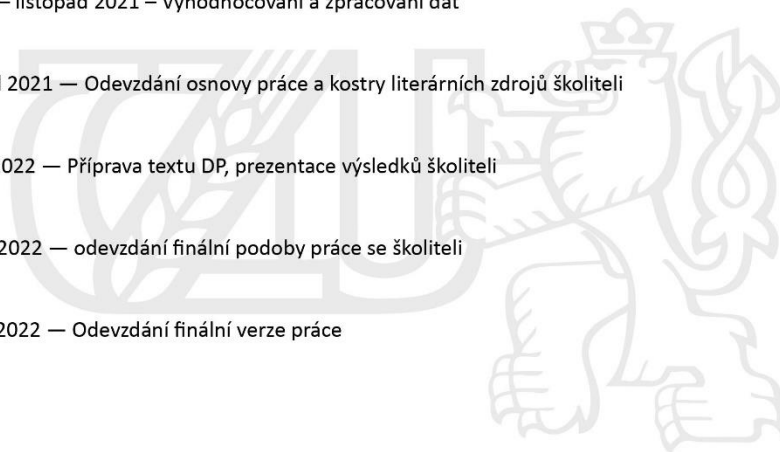 – listopad 2021 – Vyhodnocování a zpracování dat
2021 — Odevzdání osnovy práce a kostry literárních zdrojů školiteli
2022 — Příprava textu DP, prezentace výsledků školiteli
2022 — odevzdání finální podoby práce se školiteli
2022 — Odevzdání finální verze práce